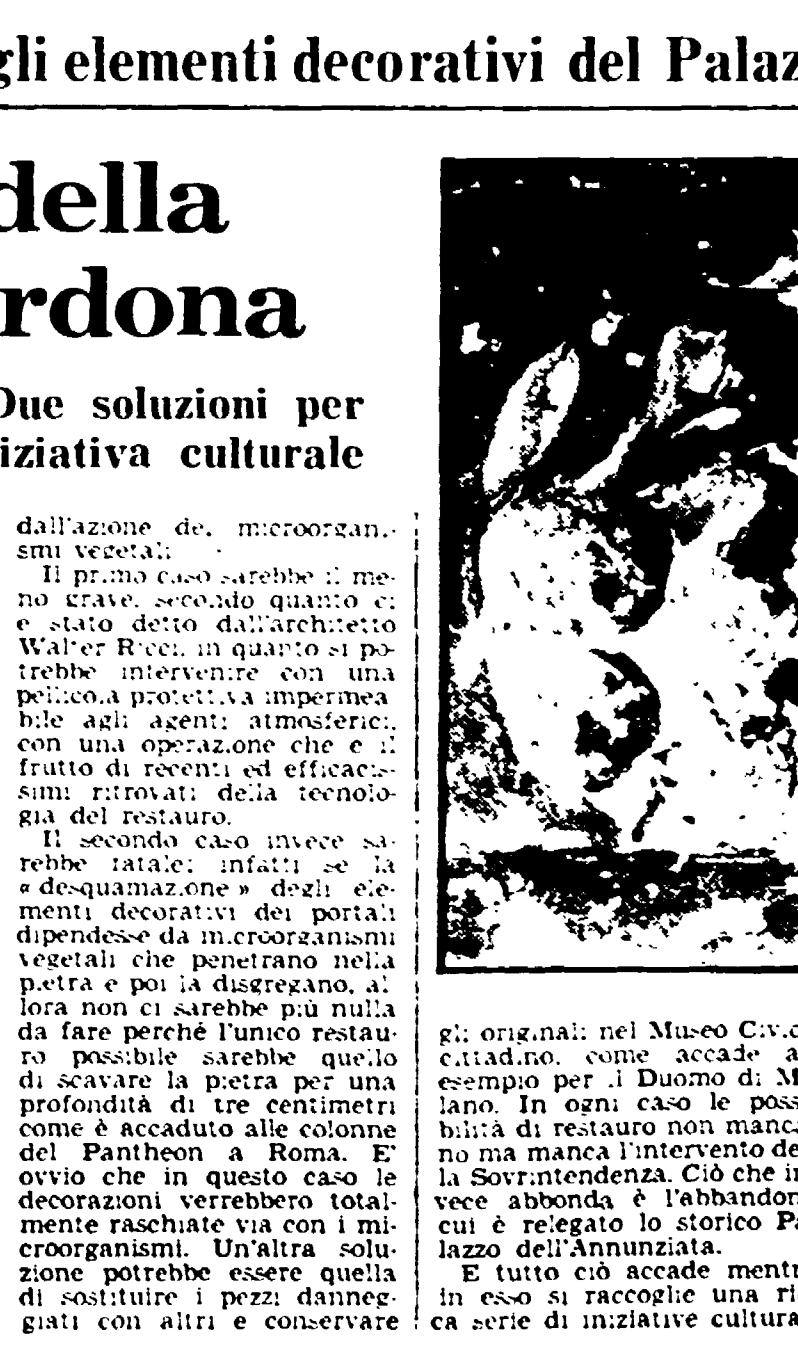 gli elementi decorativi del Palaz
della
rdona
Due soluzioni per
iziativa culturale
dall'azione dei microorgani-
smi vegetali
Il primo caso sarebbe il me-
no grave, secondo quanto ci
e stato detto dall'architetto
Walter Ricci, in quanto si po-
trebbe intervenire con una
pellicola protettiva impermea
bile agli agenti atmosferici,
con una operazione che e il
frutto di recenti ed efficacis-
simi ritrovati della tecnolo-
gia del restauro.
Il secondo caso invece sa-
rebbe fatale; infatti se la
« desquamazione » degli ele-
menti decorativi dei portali
dipendesse da microorganismi
vegetali che penetrano nella
pietra e poi la disgregano, al
lora non ci sarebbe più nulla
da fare perché l'unico restau-
ro possibile sarebbe quello
di scavare la pietra per una
profondità di tre centimetri
come è accaduto alle colonne
del Pantheon a Roma. E'
ovvio che in questo caso le
decorazioni verrebbero total-
mente raschiate via con i mi-
croorganismi. Un'altra solu-
zione potrebbe essere quella
di sostituire i pezzi danneg-
giati con altri e conservare
gli originali nel Museo Civic
cittadino, come accade a
esempio per il Duomo di M
lano. In ogni caso le poss
bilità di restauro non manca
no ma manca l'intervento de
la Sovrintendenza. Ciò che in
vece abbonda è l'abbandon
cui è relegato lo storico Pa
lazzo dell'Annunziata.
E tutto ciò accade mentr
in esso si raccoglie una ri
ca serie di iniziative cultura